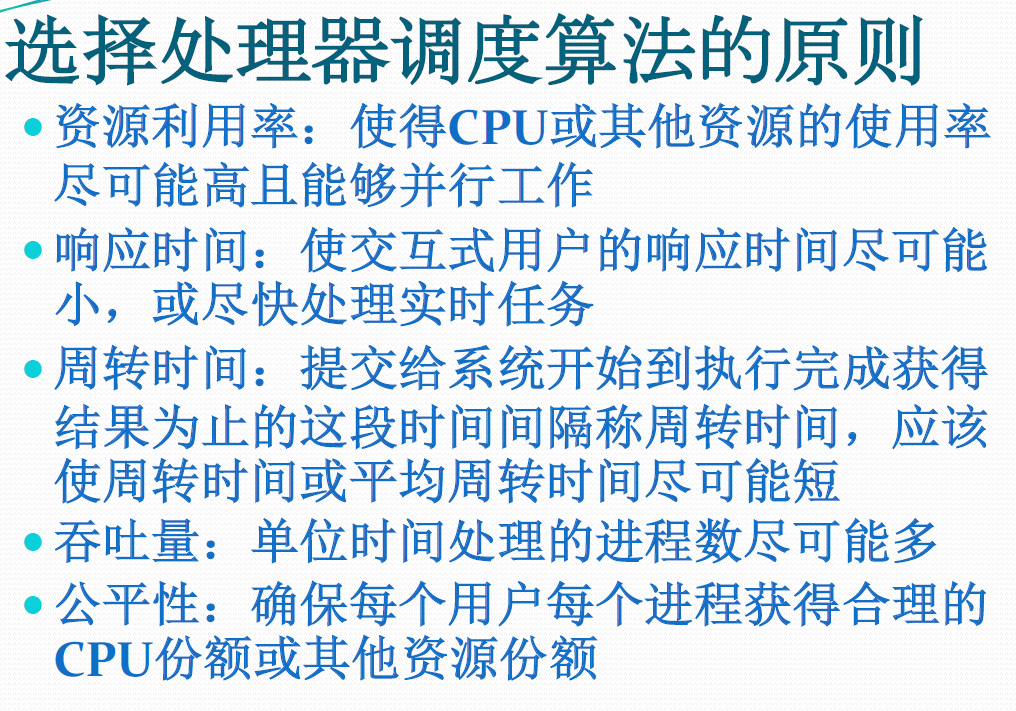 选择处理器调度算法的原则
资源利用率：使得CPU或其他资源的使用率
尽可能高且能够并行工作
响应时间：使交互式用户的响应时间尽可能
小，或尽快处理实时任务
周转时间：提交给系统开始到执行完成获得
结果为止的这段时间间隔称周转时间，应该
使周转时间或平均周转时间尽可能短
吞吐量：单位时间处理的进程数尽可能多
公平性：确保每个用户每个进程获得合理的
CPU份额或其他资源份额